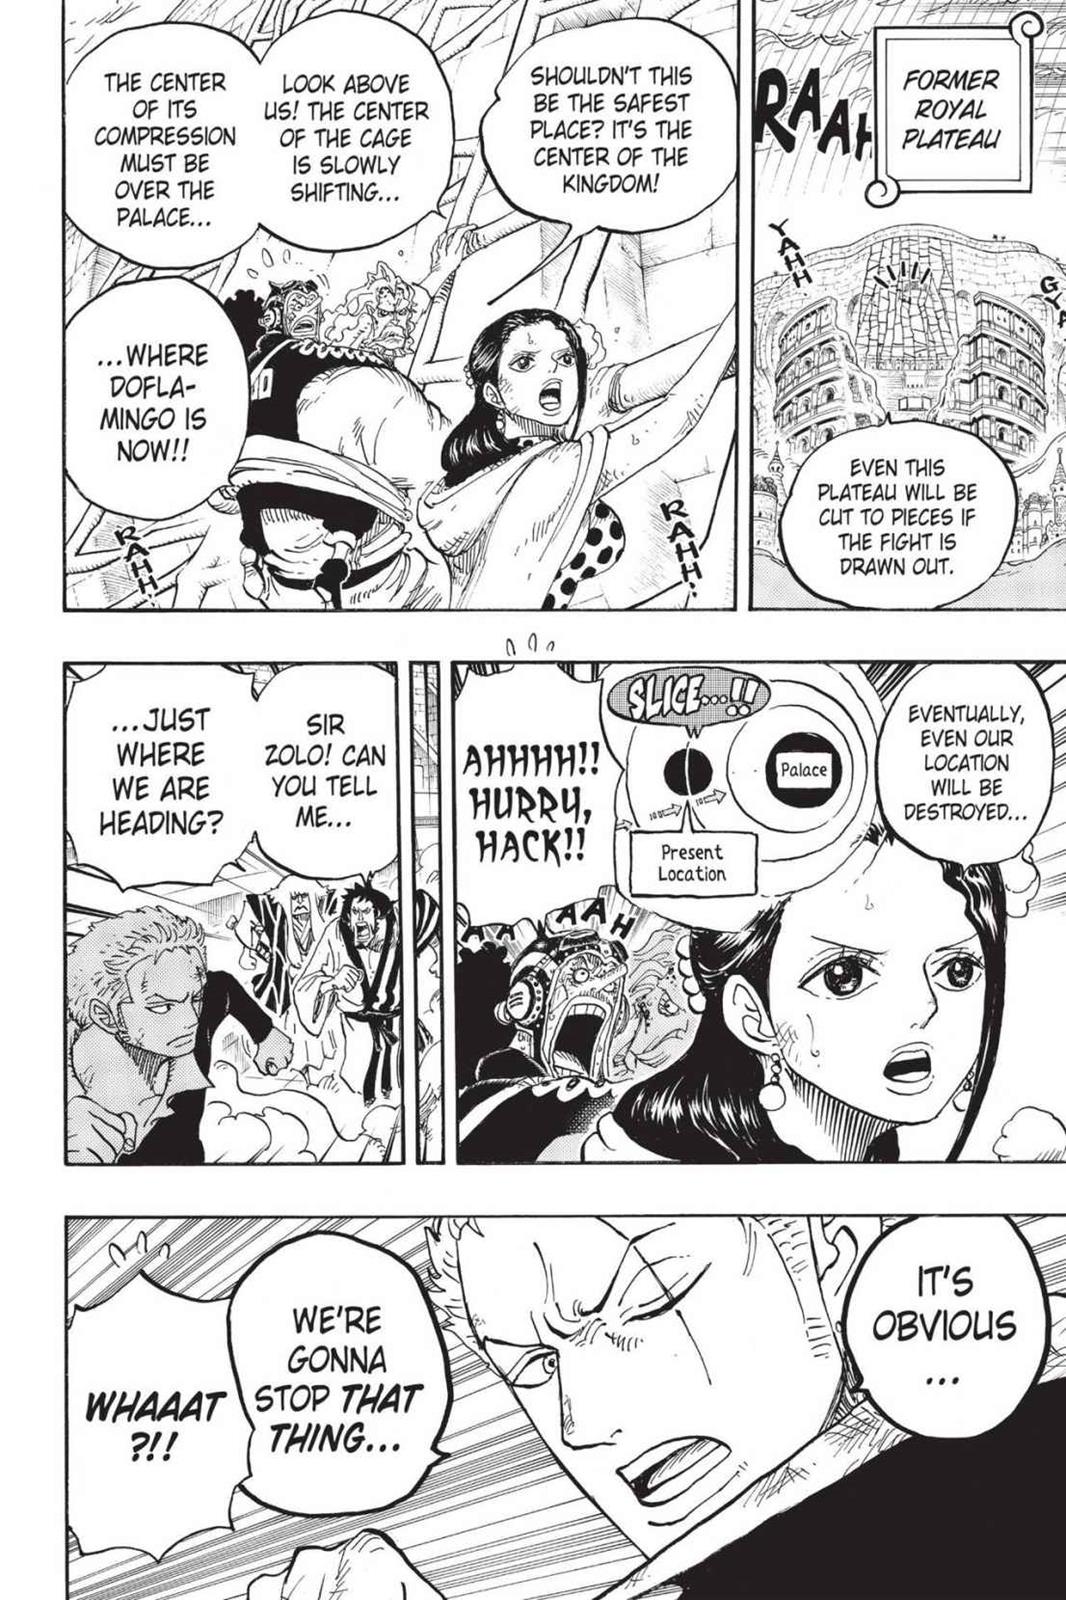 FORMER
ROYAL
PLATEAU
RAAH
YAHH
EVEN THIS
PLATEAU WILL BE
CUT TO PIECES IF
THE FIGHT IS
DRAWN OUT.
SHOULDN'T THIS
BE THE SAFEST
PLACE? IT'S THE
CENTER OF THE
KINGDOM!
LOOK ABOVE
US! THE CENTER
OF THE CAGE
IS SLOWLY
SHIFTING...
THE CENTER
OF ITS
COMPRESSION
MUST BE
OVER THE
PALACE...
...WHERE
DOFLA-
MINGO IS
NOW!!
RAHH!
RAHH!
EVENTUALLY,
EVEN OUR
LOCATION
WILL BE
DESTROYED...
SLICE...!!
Palace
Present
Location
AHHHH!!
HURRY,
HACK!!
AAH
SIR
ZOLO! CAN
YOU TELL
ME...
...JUST
WHERE
WE ARE
HEADING?
IT'S
OBVIOUS
...
WE'RE
GONNA
STOP THAT
THING...
WHAAAT
?!!